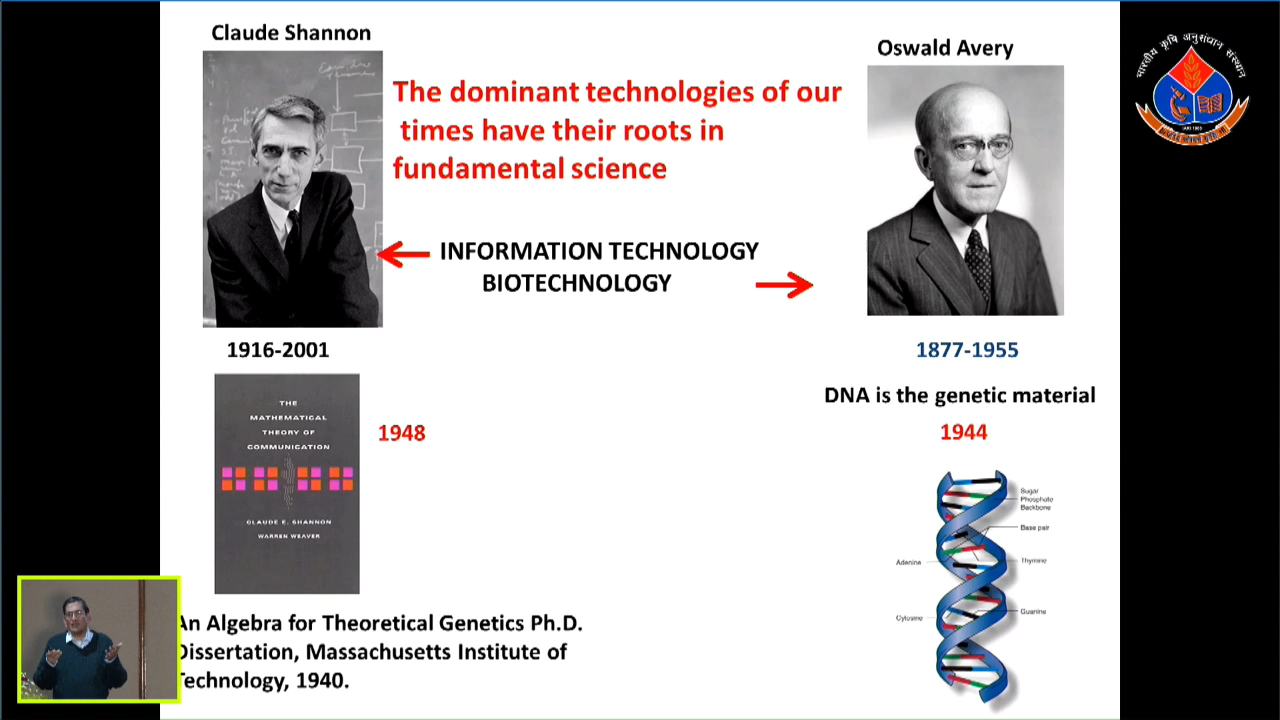 Claude Shannon
Oswald Avery
The dominant technologies of our
times have their roots in
fundamental science
INFORMATION TECHNOLOGY
BIOTECHNOLOGY
1916-2001
1877-1955
THE
MATHEMATICAL
THEORY OF
COMMUNICATION
CLAUDE E. SHANNON
WARREN WEAVER
1948
DNA is the genetic material
1944
Sugar
Phosphate
Backbone
Base pair
Adenine
Thymine
Guanine
Cytosine
An Algebra for Theoretical Genetics Ph.D.
Dissertation, Massachusetts Institute of
Technology, 1940.
भारतीय कृषि अनुसंधान संस्थान